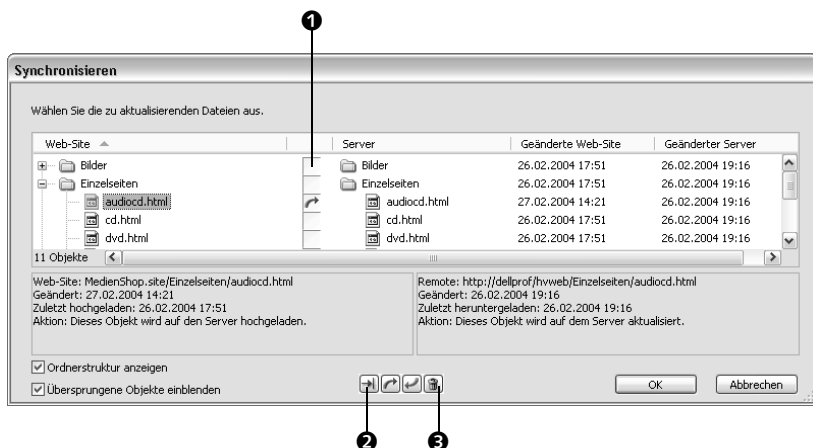 ❶
Synchronisieren
Wählen Sie die zu aktualisierenden Dateien aus.
Web-Site Server Geänderte Web-Site Geänderter Server
Bilder Bilder 26.02.2004 17:51 26.02.2004 19:16
Einzelseiten Einzelseiten 26.02.2004 17:51 26.02.2004 19:16
audiocd.html audiocd.html 27.02.2004 14:21 26.02.2004 19:16
cd.html cd.html 26.02.2004 17:51 26.02.2004 19:16
dvd.html dvd.html 26.02.2004 17:51 26.02.2004 19:16
11 Objekte
Web-Site: MedienShop.site/Einzelseiten/audiocd.html
Geändert: 27.02.2004 14:21
Zuletzt hochgeladen: 26.02.2004 17:51
Aktion: Dieses Objekt wird auf den Server hochgeladen.
Remote: http://dellprof/hvweb/Einzelseiten/audiocd.html
Geändert: 26.02.2004 19:16
Zuletzt heruntergeladen: 26.02.2004 19:16
Aktion: Dieses Objekt wird auf dem Server aktualisiert.
Ordnerstruktur anzeigen
Übersprungene Objekte einblenden
OK Abbrechen
❷ ❸